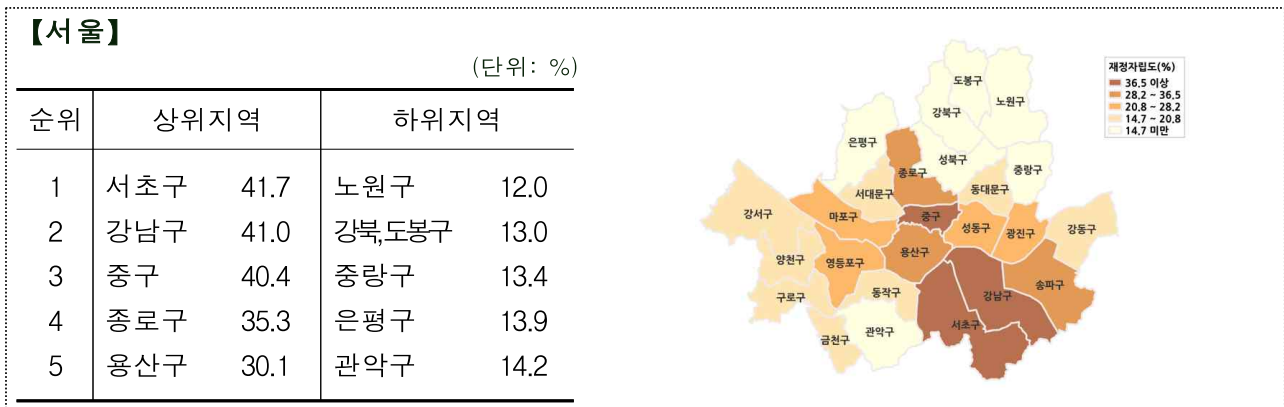 【서울】
(단위: %)
순위 상위지역 하위지역
1 서초구 41.7 노원구 12.0
2 강남구 41.0 강북,도봉구 13.0
3 중구 40.4 중랑구 13.4
4 종로구 35.3 은평구 13.9
5 용산구 30.1 관악구 14.2
재정자립도(%)
36.5 이상
28.2 ~ 36.5
20.8 ~ 28.2
14.7 ~ 20.8
14.7 미만
도봉구
노원구
강북구
은평구
성북구
중랑구
종로구
서대문구
동대문구
강서구
마포구
중구
성동구
광진구
강동구
용산구
양천구
영등포구
송파구
구로구
동작구
강남구
서초구
관악구
금천구